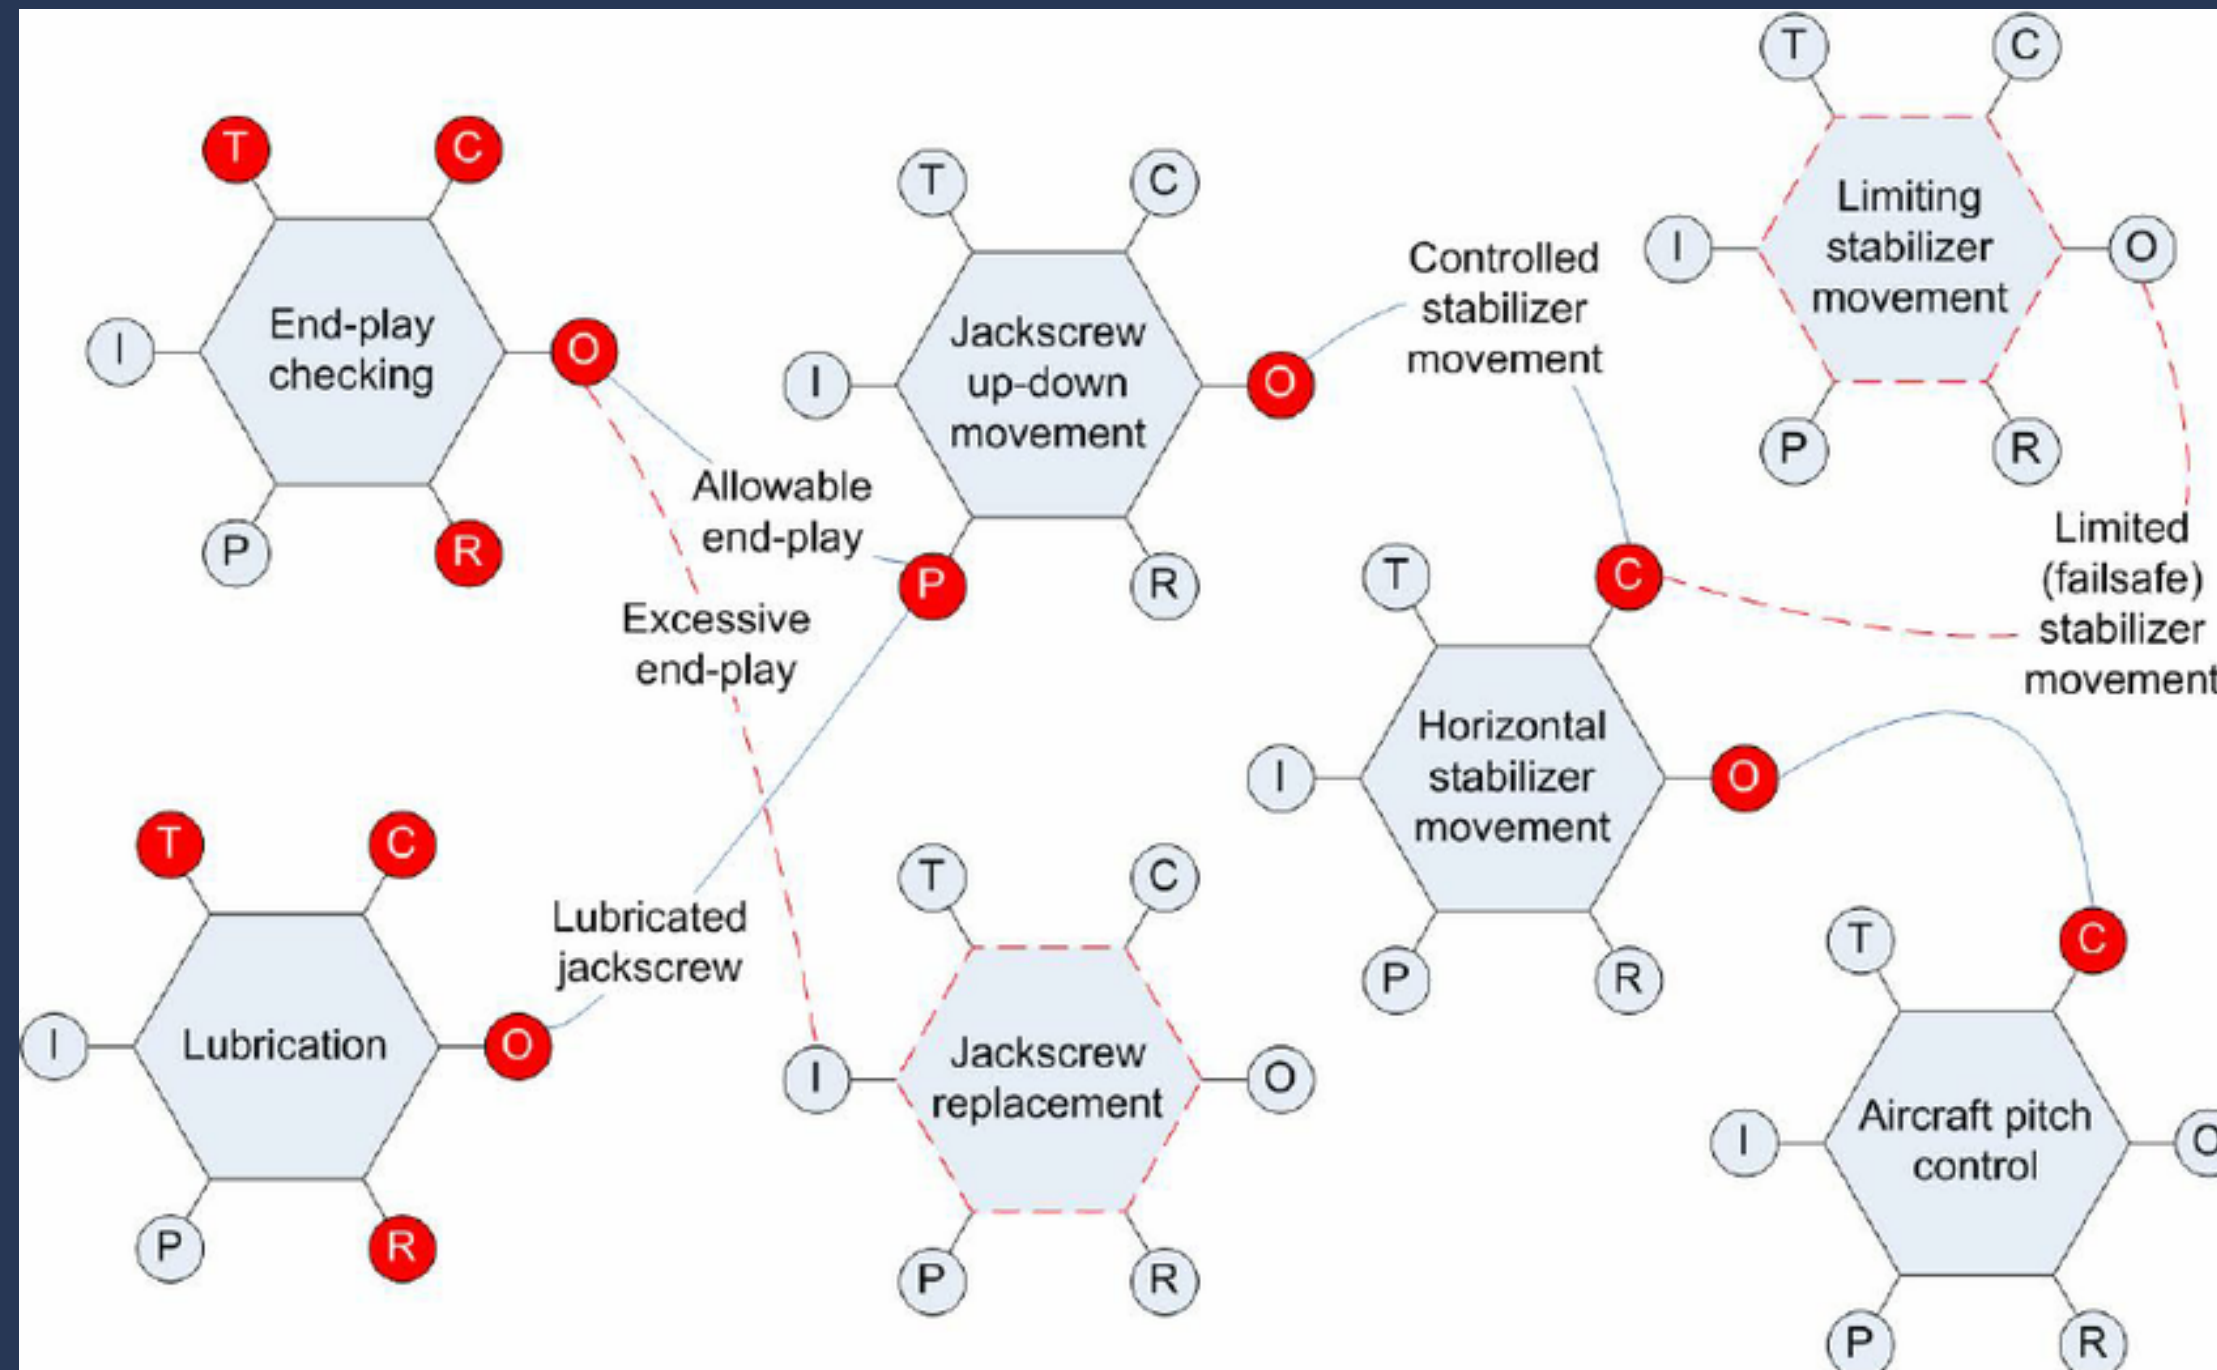 T
C
I
End-play
checking
O
P
R
T
C
I
Jackscrew
up-down
movement
O
P
R
Controlled
stabilizer
movement
T
C
I
Limiting
stabilizer
movement
O
P
R
Allowable
end-play
Excessive
end-play
Limited
(failsafe)
stabilizer
movement
T
C
I
Horizontal
stabilizer
movement
O
P
R
T
C
I
Lubrication
O
P
R
Lubricated
jackscrew
T
C
I
Jackscrew
replacement
O
P
R
T
C
I
Aircraft pitch
control
O
P
R